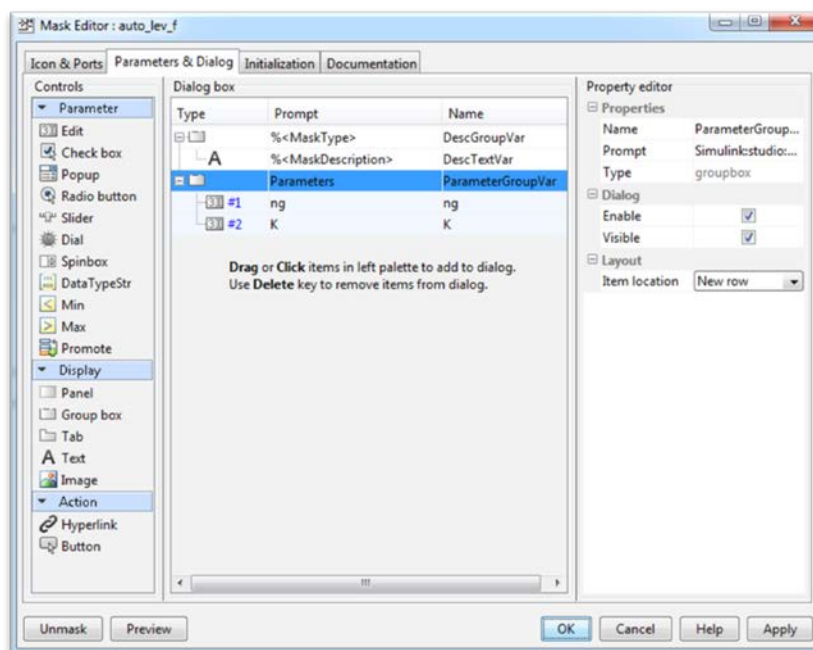 Mask Editor : auto_lev_f
Icon & Ports Parameters & Dialog Initialization Documentation
Controls
Parameter
Edit
Check box
Popup
Radio button
Slider
Dial
Spinbox
DataTypeStr
Min
Max
Promote
Display
Panel
Group box
Tab
A Text
Image
Action
Hyperlink
Button
Dialog box
Type Prompt Name
%<MaskType> DescGroupVar
A %<MaskDescription> DescTextVar
Parameters ParameterGroupVar
#1 ng ng
#2 K K
Drag or Click items in left palette to add to dialog.
Use Delete key to remove items from dialog.
Property editor
Properties
Name ParameterGroup...
Prompt Simulink:studio:...
Type groupbox
Dialog
Enable
Visible
Layout
Item location New row
Unmask Preview OK Cancel Help Apply